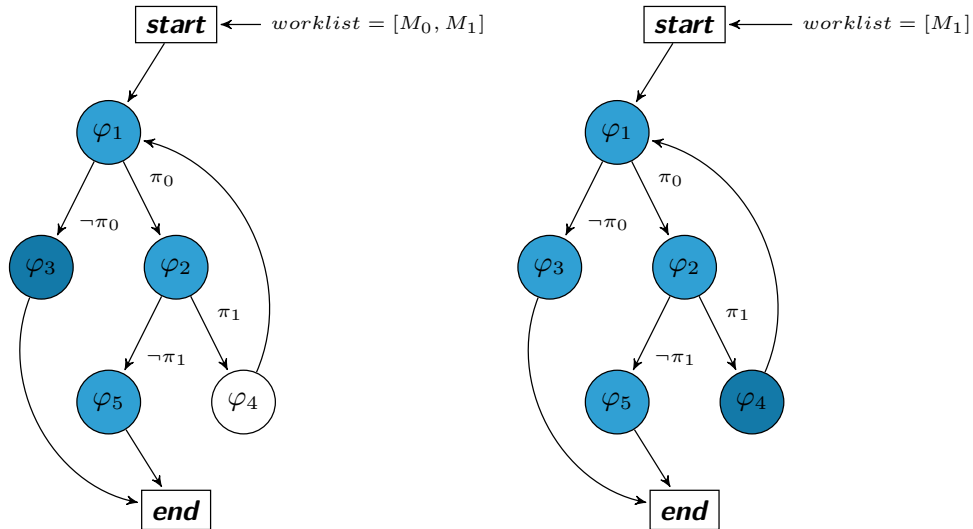 start
worklist = [M₀, M₁]
φ₁
π₀
¬π₀
φ₃
φ₂
π₁
¬π₁
φ₅
φ₄
end
start
worklist = [M₁]
φ₁
π₀
¬π₀
φ₃
φ₂
π₁
¬π₁
φ₅
φ₄
end